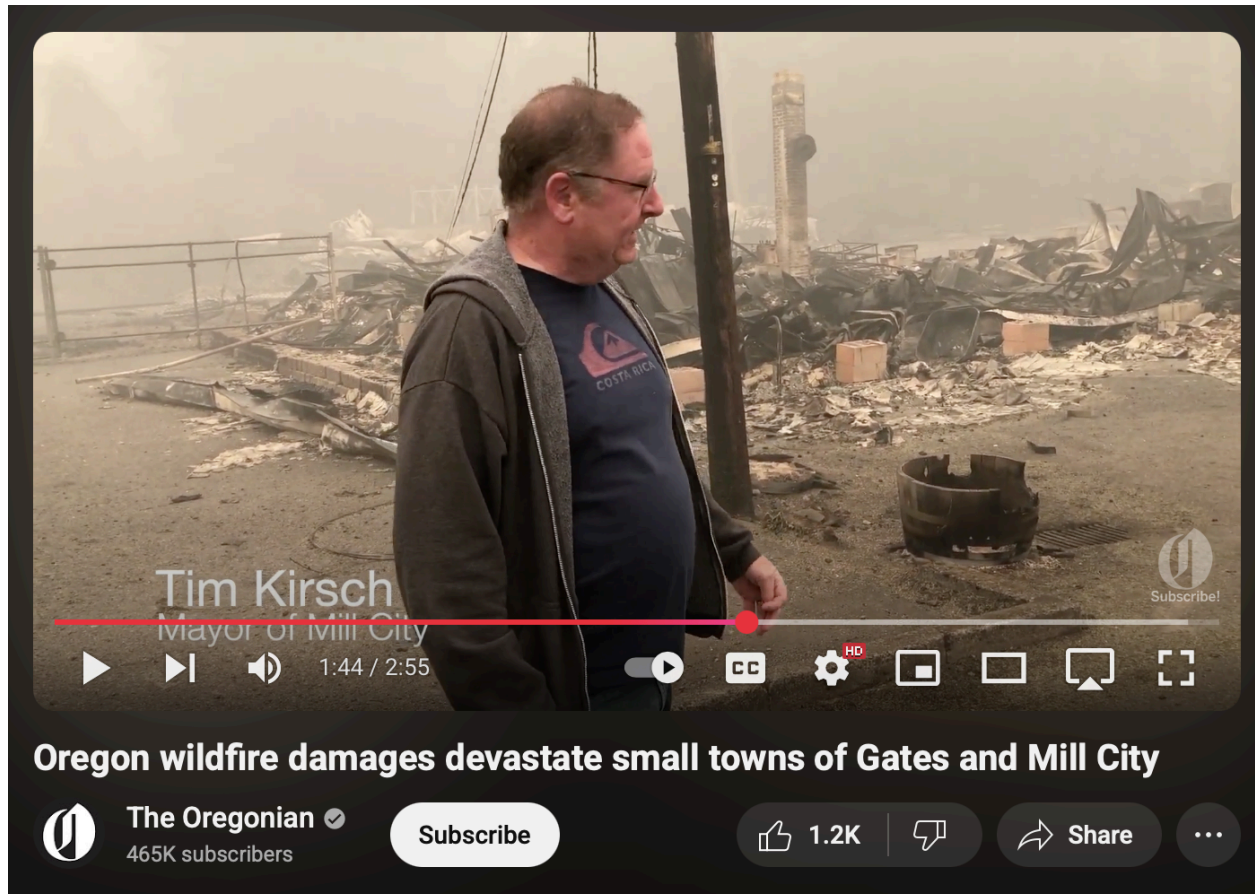 COSTA RICA
Tim Kirsch
Mayor of Mill City
Subscribe!
1:44 / 2:55
CC
HD
Oregon wildfire damages devastate small towns of Gates and Mill City
The Oregonian
465K subscribers
Subscribe
1.2K
Share